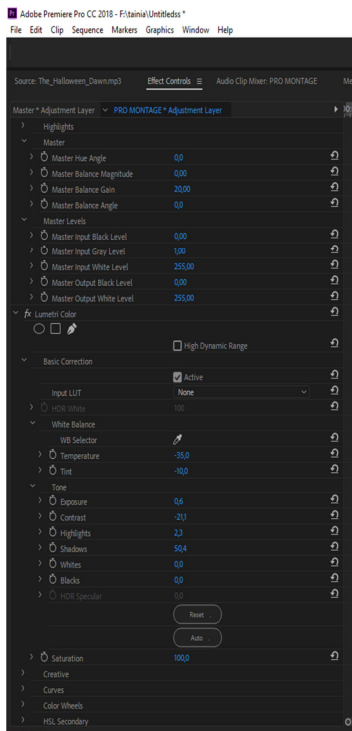 Pr Adobe Premiere Pro CC 2018 - F:\tainia\Untitledss *
File Edit Clip Sequence Markers Graphics Window Help
Source: The_Halloween_Dawn.mp3 Effect Controls Audio Clip Mixer: PRO MONTAGE Me
Master * Adjustment Layer PRO MONTAGE * Adjustment Layer
Highlights
Master
Master Hue Angle 0,0
Master Balance Magnitude 0,00
Master Balance Gain 20,00
Master Balance Angle 0,0
Master Levels
Master Input Black Level 0,00
Master Input Gray Level 1,00
Master Input White Level 255,00
Master Output Black Level 0,00
Master Output White Level 255,00
fx Lumetri Color
High Dynamic Range
Basic Correction
Active
Input LUT None
HDR White 100
White Balance
WB Selector
Temperature -35,0
Tint -10,0
Tone
Exposure 0,6
Contrast -21,1
Highlights 2,3
Shadows 50,4
Whites 0,0
Blacks 0,0
HDR Specular 0,0
Reset
Auto
Saturation 100,0
Creative
Curves
Color Wheels
HSL Secondary